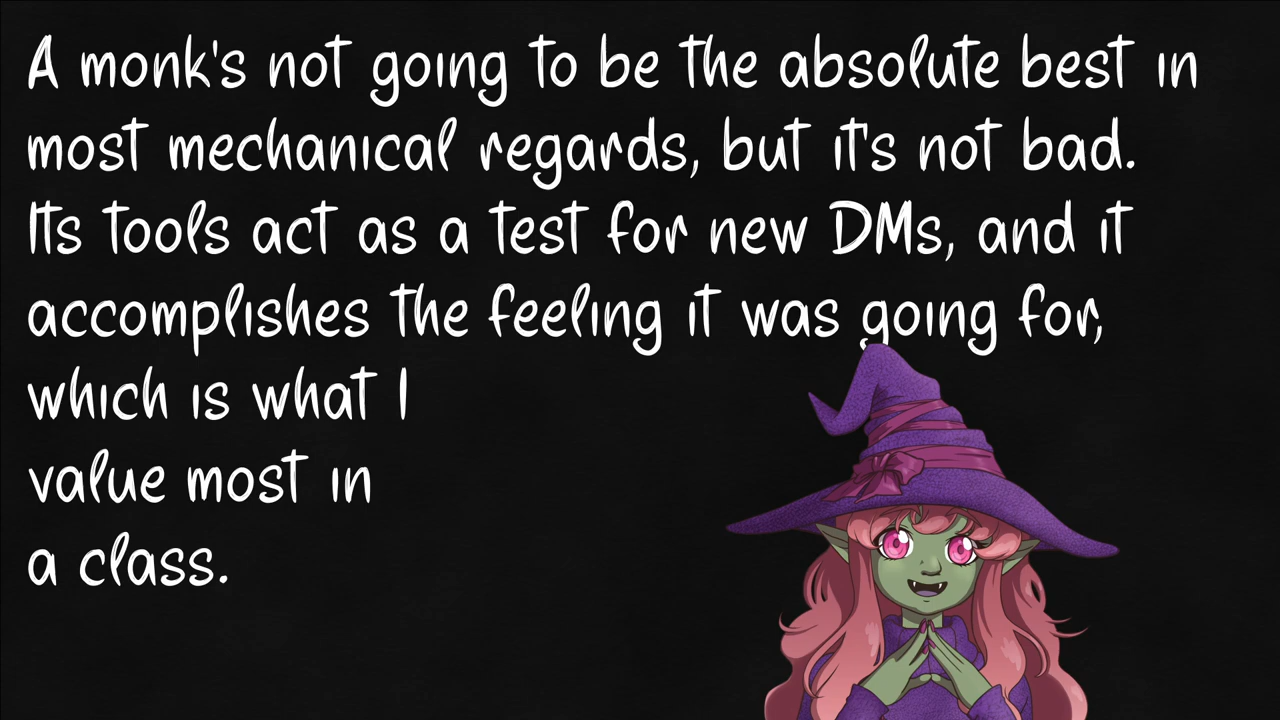 A monk's not going to be the absolute best in
most mechanical regards, but it's not bad.
Its tools act as a test for new DMs, and it
accomplishes the feeling it was going for,
which is what I
value most in
a class.